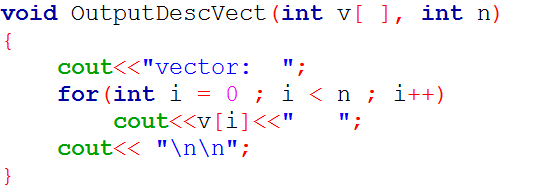 void OutputDescVect(int v[ ], int n)
{
    cout<<"vector:  ";
    for(int i = 0 ; i < n ; i++)
        cout<<v[i]<<"   ";
    cout<< "\n\n";
}